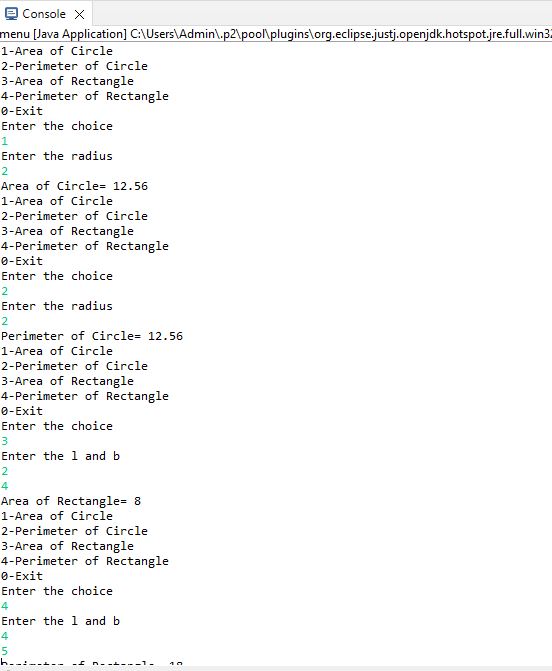 Console
menu [Java Application] C:\Users\Admin\.p2\pool\plugins\org.eclipse.justj.openjdk.hotspot.jre.full.win32
1-Area of Circle
2-Perimeter of Circle
3-Area of Rectangle
4-Perimeter of Rectangle
0-Exit
Enter the choice
1
Enter the radius
2
Area of Circle= 12.56
1-Area of Circle
2-Perimeter of Circle
3-Area of Rectangle
4-Perimeter of Rectangle
0-Exit
Enter the choice
2
Enter the radius
2
Perimeter of Circle= 12.56
1-Area of Circle
2-Perimeter of Circle
3-Area of Rectangle
4-Perimeter of Rectangle
0-Exit
Enter the choice
3
Enter the l and b
2
4
Area of Rectangle= 8
1-Area of Circle
2-Perimeter of Circle
3-Area of Rectangle
4-Perimeter of Rectangle
0-Exit
Enter the choice
4
Enter the l and b
4
5
Perimeter of Rectangle= 18